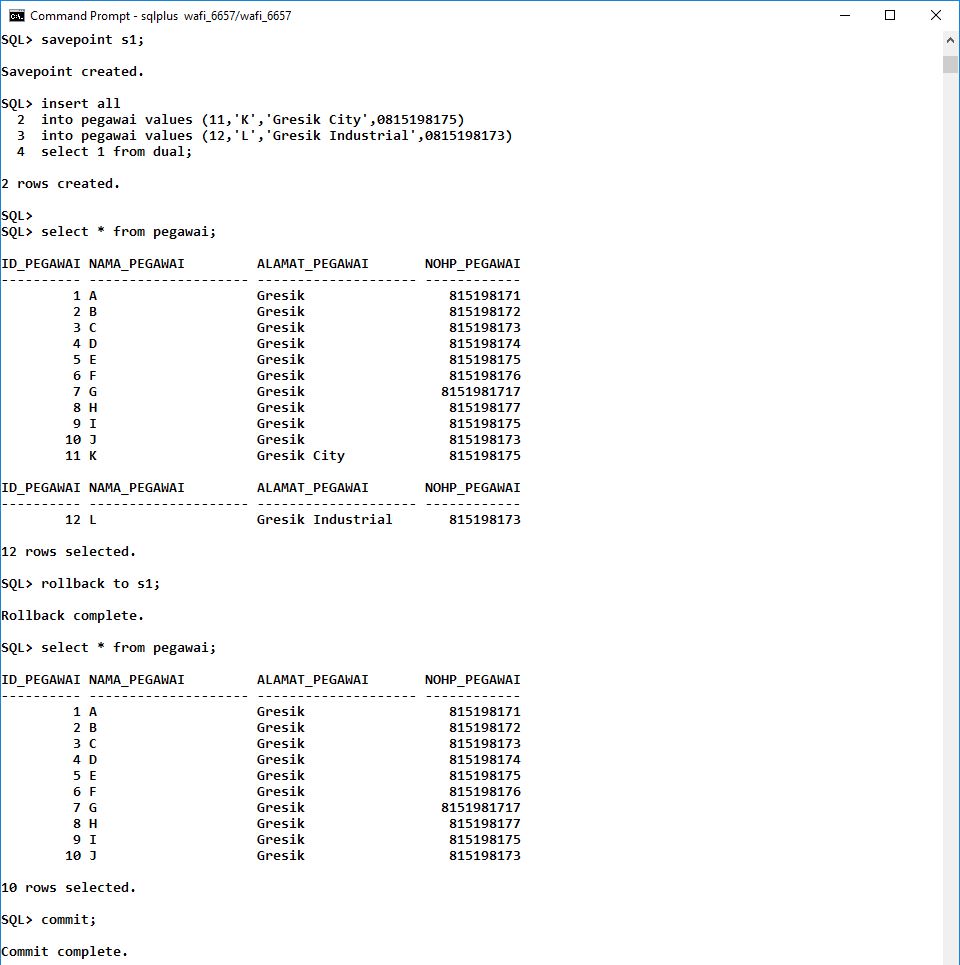 Command Prompt - sqlplus wafi_6657/wafi_6657
SQL> savepoint s1;
Savepoint created.
SQL> insert all
  2  into pegawai values (11,'K','Gresik City',0815198175)
  3  into pegawai values (12,'L','Gresik Industrial',0815198173)
  4  select 1 from dual;
2 rows created.
SQL>
SQL> select * from pegawai;
ID_PEGAWAI NAMA_PEGAWAI         ALAMAT_PEGAWAI       NOHP_PEGAWAI
---------- -------------------- -------------------- ------------
         1 A                    Gresik                  815198171
         2 B                    Gresik                  815198172
         3 C                    Gresik                  815198173
         4 D                    Gresik                  815198174
         5 E                    Gresik                  815198175
         6 F                    Gresik                  815198176
         7 G                    Gresik                 8151981717
         8 H                    Gresik                  815198177
         9 I                    Gresik                  815198175
        10 J                    Gresik                  815198173
        11 K                    Gresik City             815198175
ID_PEGAWAI NAMA_PEGAWAI         ALAMAT_PEGAWAI       NOHP_PEGAWAI
---------- -------------------- -------------------- ------------
        12 L                    Gresik Industrial       815198173
12 rows selected.
SQL> rollback to s1;
Rollback complete.
SQL> select * from pegawai;
ID_PEGAWAI NAMA_PEGAWAI         ALAMAT_PEGAWAI       NOHP_PEGAWAI
---------- -------------------- -------------------- ------------
         1 A                    Gresik                  815198171
         2 B                    Gresik                  815198172
         3 C                    Gresik                  815198173
         4 D                    Gresik                  815198174
         5 E                    Gresik                  815198175
         6 F                    Gresik                  815198176
         7 G                    Gresik                 8151981717
         8 H                    Gresik                  815198177
         9 I                    Gresik                  815198175
        10 J                    Gresik                  815198173
10 rows selected.
SQL> commit;
Commit complete.